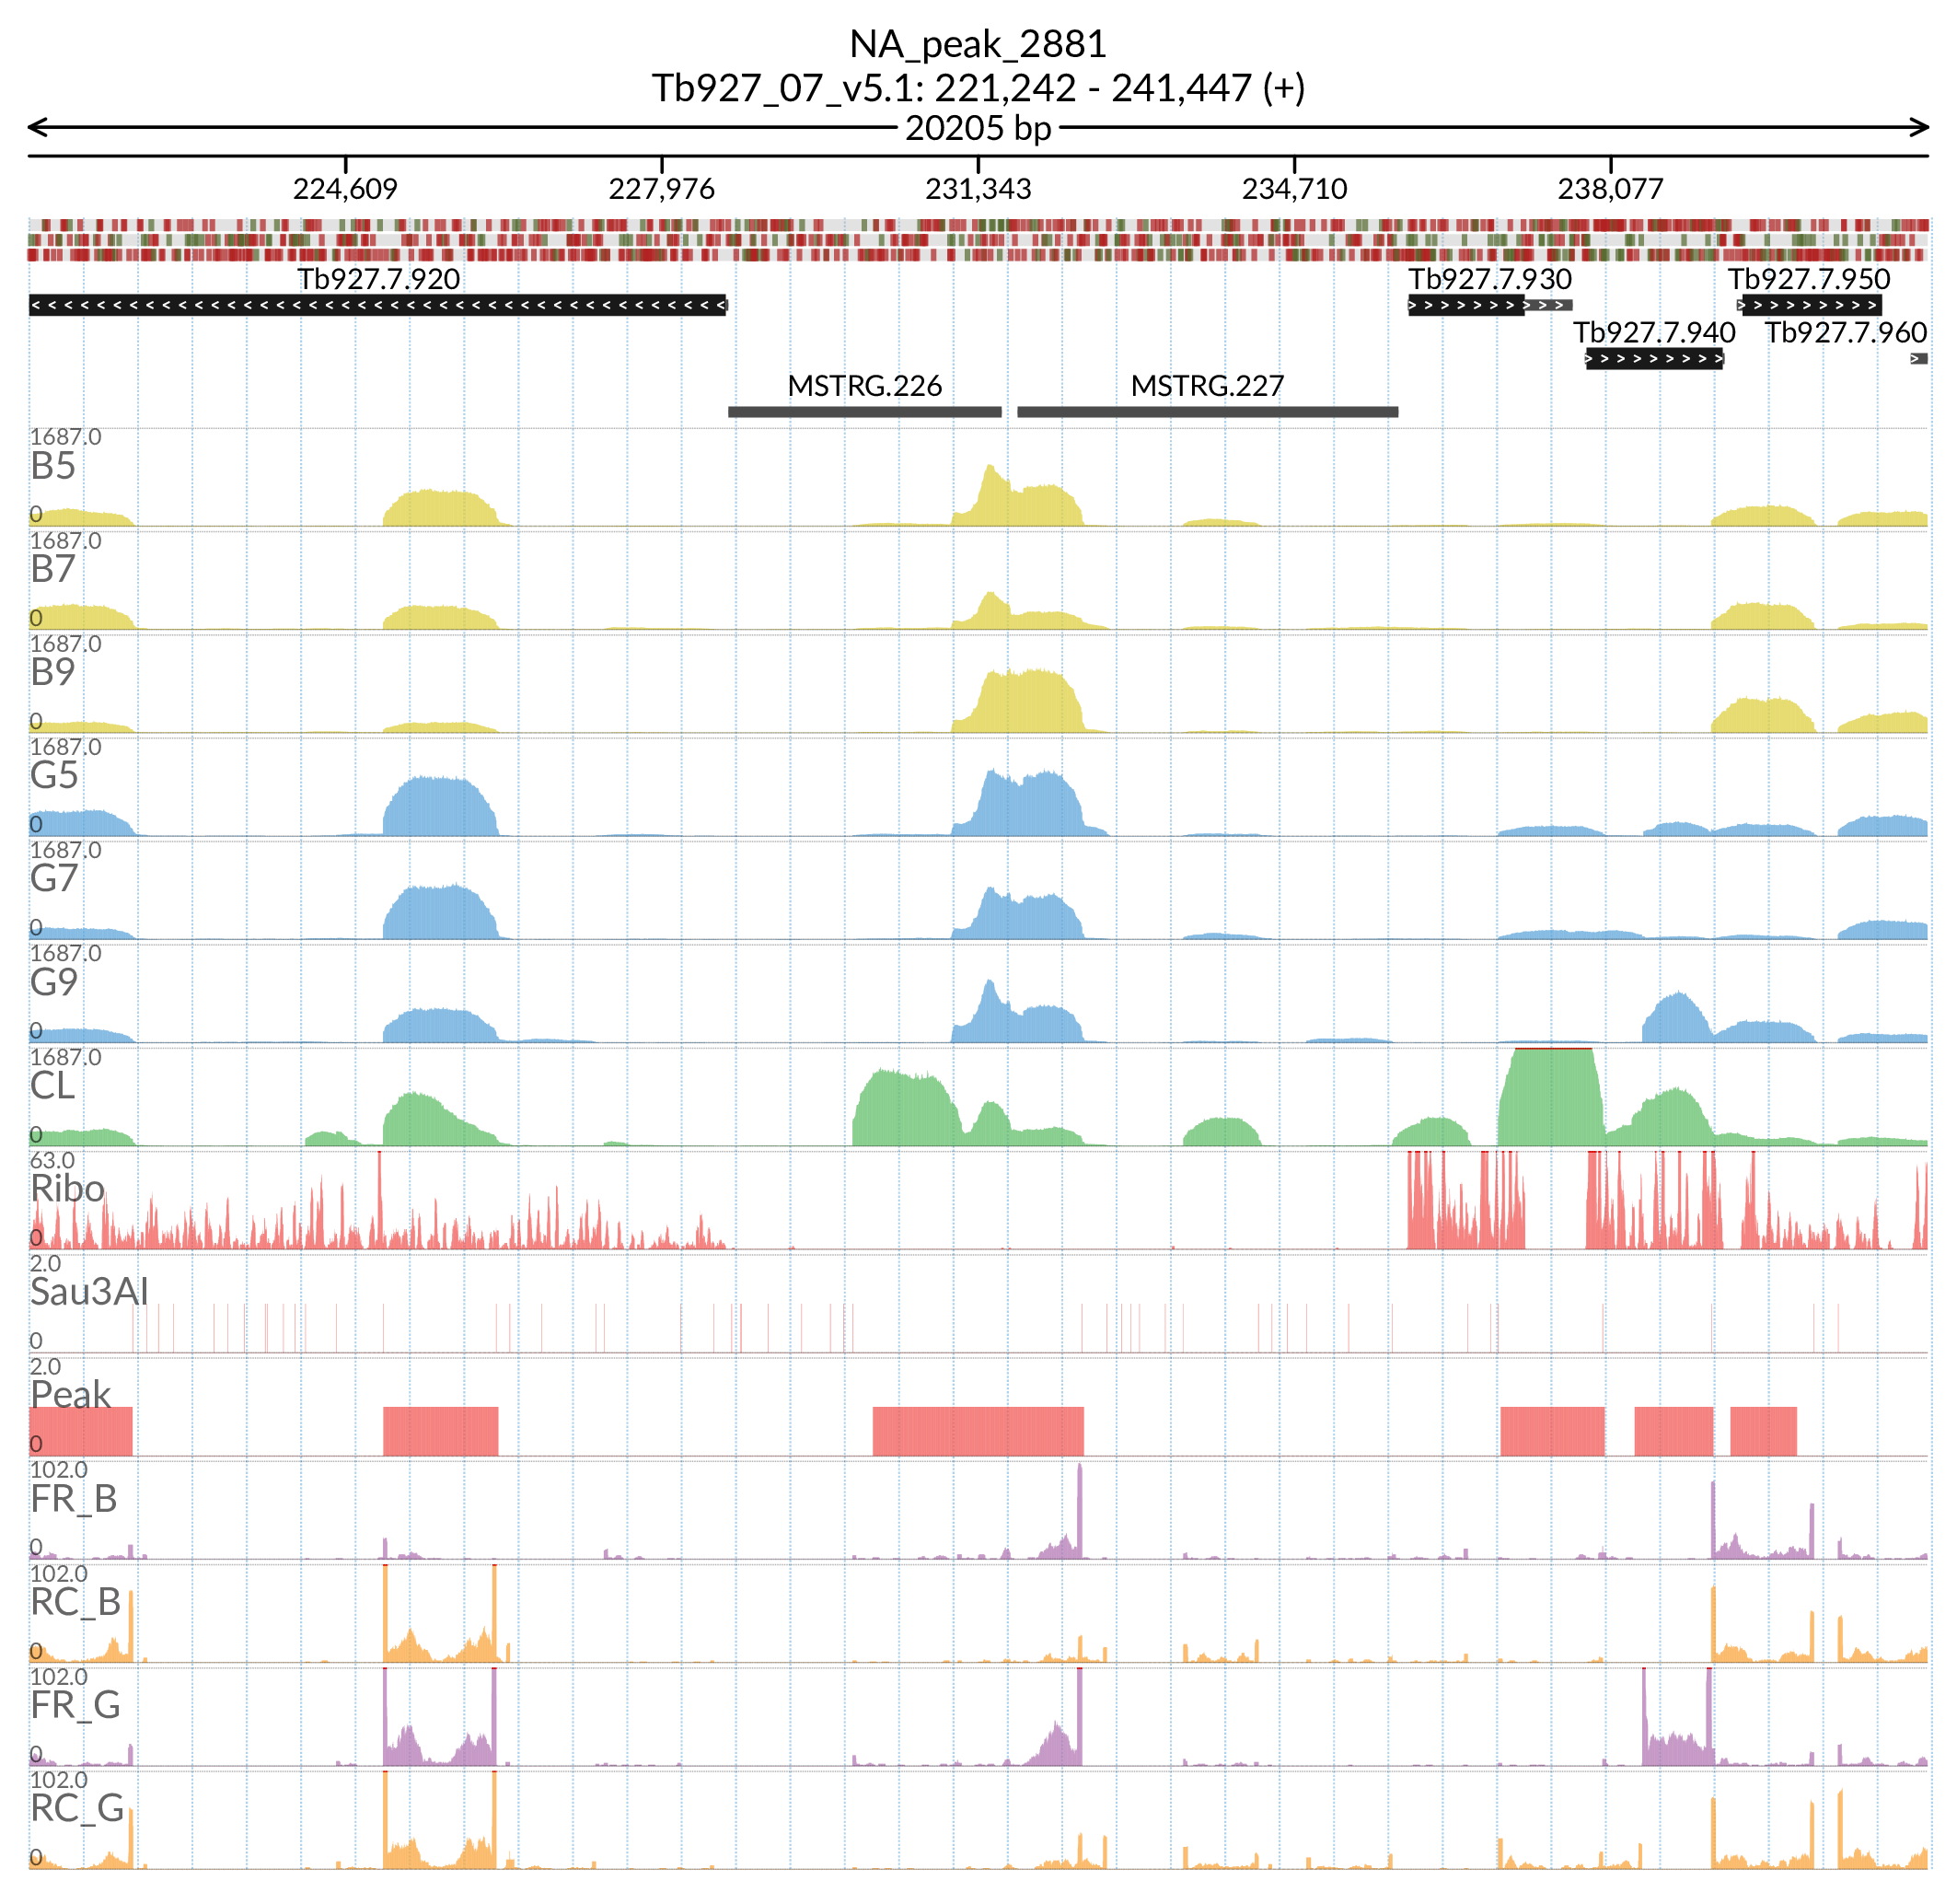 NA_peak_2881
Tb927_07_v5.1: 221,242 - 241,447 (+)
20205 bp
224,609 227,976 231,343 234,710 238,077
Tb927.7.920 Tb927.7.930 Tb927.7.950
Tb927.7.940 Tb927.7.960
MSTRG.226 MSTRG.227
1687.0
B5
0
1687.0
B7
0
1687.0
B9
0
1687.0
G5
0
1687.0
G7
0
1687.0
G9
0
1687.0
CL
0
63.0
Ribo
0
2.0
Sau3AI
0
2.0
Peak
0
102.0
FR_B
0
102.0
RC_B
0
102.0
FR_G
0
102.0
RC_G
0